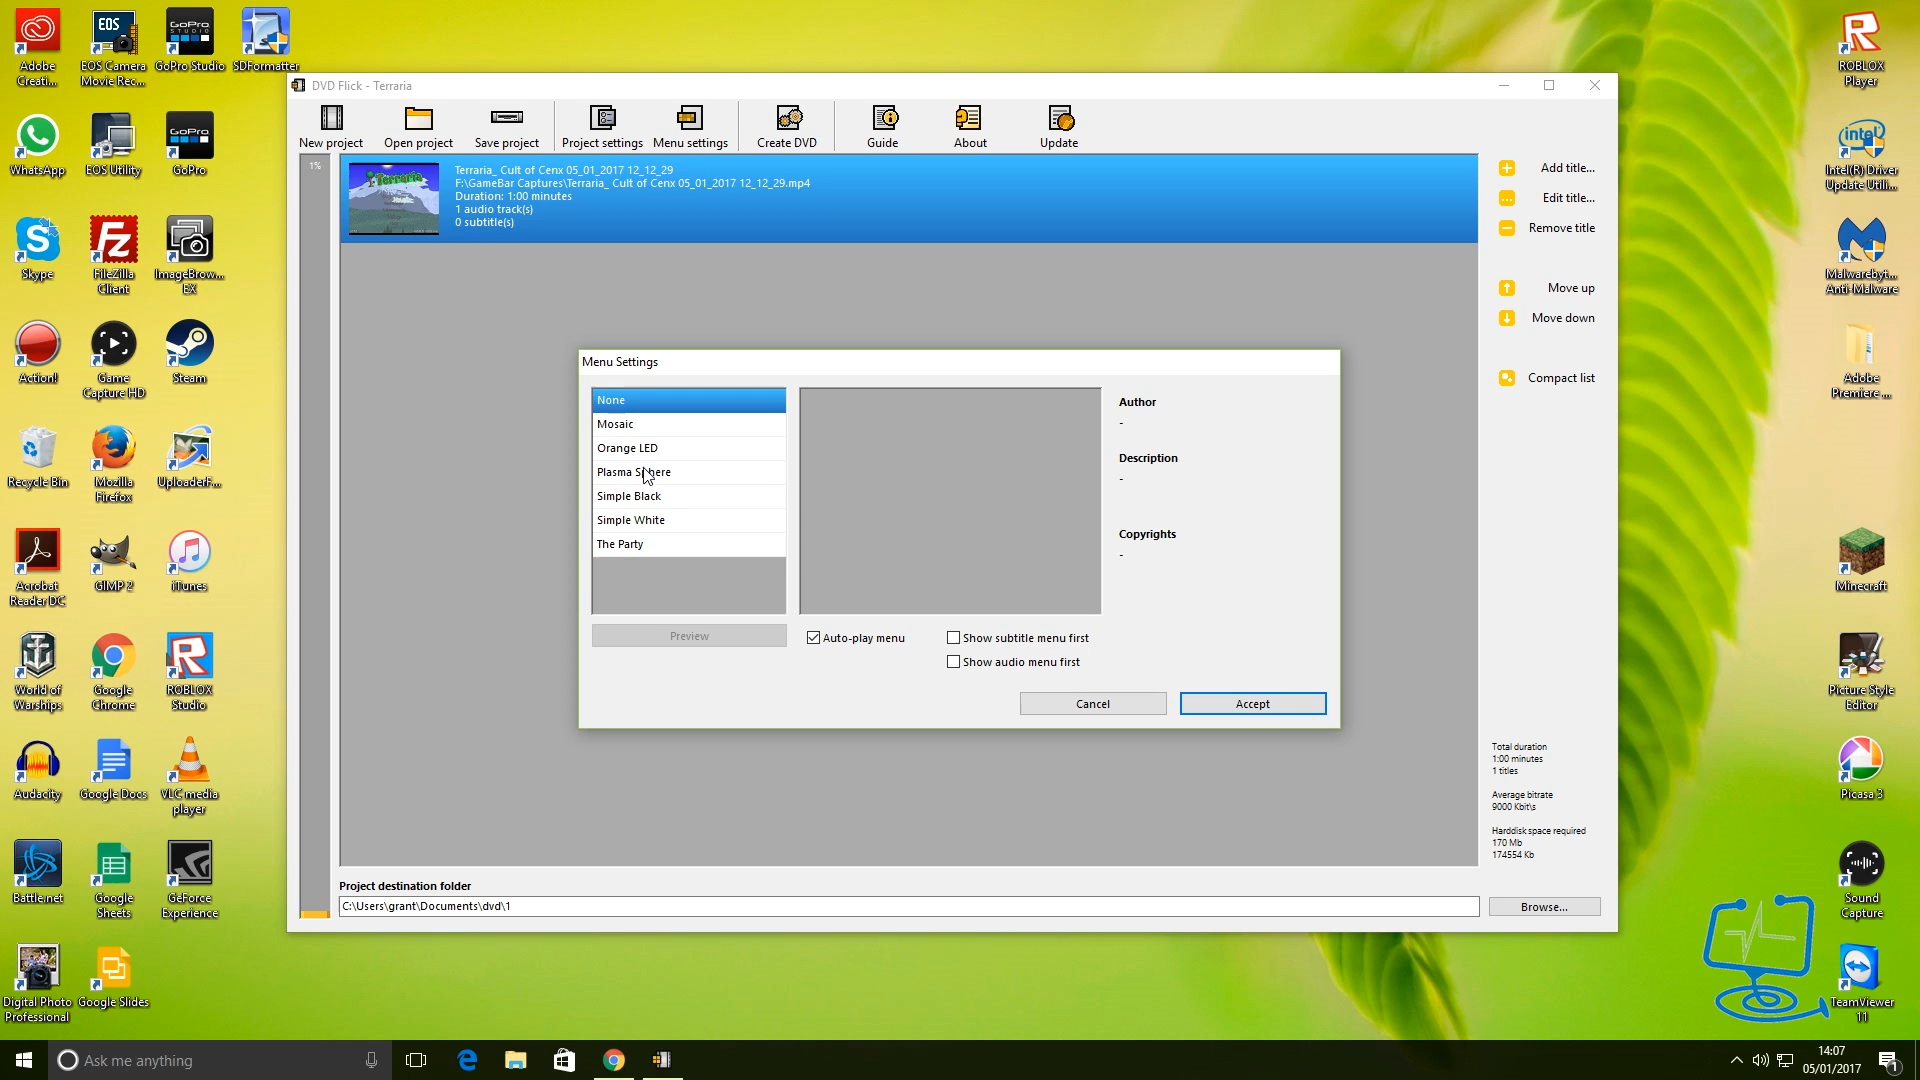 Adobe Creati...
EOS Camera Movie Rec...
GoPro Studio
SDFormatter
WhatsApp
EOS Utility
GoPro
Skype
FileZilla Client
ImageBrow... EX
Action!
Game Capture HD
Steam
Recycle Bin
Mozilla Firefox
UploaderF...
Acrobat Reader DC
GIMP 2
iTunes
World of Warships
Google Chrome
ROBLOX Studio
Audacity
Google Docs
VLC media player
Battle.net
Google Sheets
GeForce Experience
Digital Photo Professional
Google Slides
DVD Flick - Terraria
New project
Open project
Save project
Project settings
Menu settings
Create DVD
Guide
About
Update
1%
Terraria_ Cult of Cenx 05_01_2017 12_12_29
F:\GameBar Captures\Terraria_ Cult of Cenx 05_01_2017 12_12_29.mp4
Duration: 1:00 minutes
1 audio track(s)
0 subtitle(s)
Add title...
Edit title...
Remove title
Move up
Move down
Compact list
Menu Settings
None
Mosaic
Orange LED
Plasma Sphere
Simple Black
Simple White
The Party
Preview
Author
-
Description
-
Copyrights
-
Auto-play menu
Show subtitle menu first
Show audio menu first
Cancel
Accept
Total duration
1:00 minutes
1 titles
Average bitrate
9000 Kbit\s
Harddisk space required
170 Mb
174554 Kb
Project destination folder
C:\Users\grant\Documents\dvd\1
Browse...
ROBLOX Player
Intel(R) Driver Update Utili...
Malwarebyt... Anti-Malware
Adobe Premiere ...
Minecraft
Picture Style Editor
Picasa 3
Sound Capture
TeamViewer 11
Ask me anything
14:07
05/01/2017
1